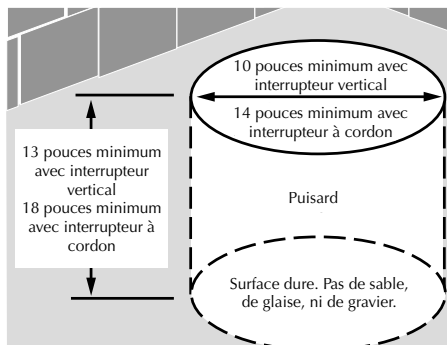 10 pouces minimum avec
interrupteur vertical
14 pouces minimum avec
interrupteur à cordon
13 pouces minimum
avec interrupteur
vertical
18 pouces minimum
avec interrupteur à
cordon
Puisard
Surface dure. Pas de sable,
de glaise, ni de gravier.